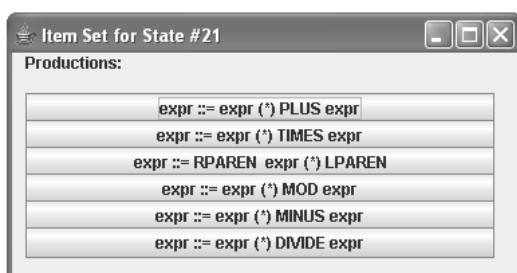 Item Set for State #21
Productions:
expr ::= expr (*) PLUS expr
expr ::= expr (*) TIMES expr
expr ::= RPAREN expr (*) LPAREN
expr ::= expr (*) MOD expr
expr ::= expr (*) MINUS expr
expr ::= expr (*) DIVIDE expr